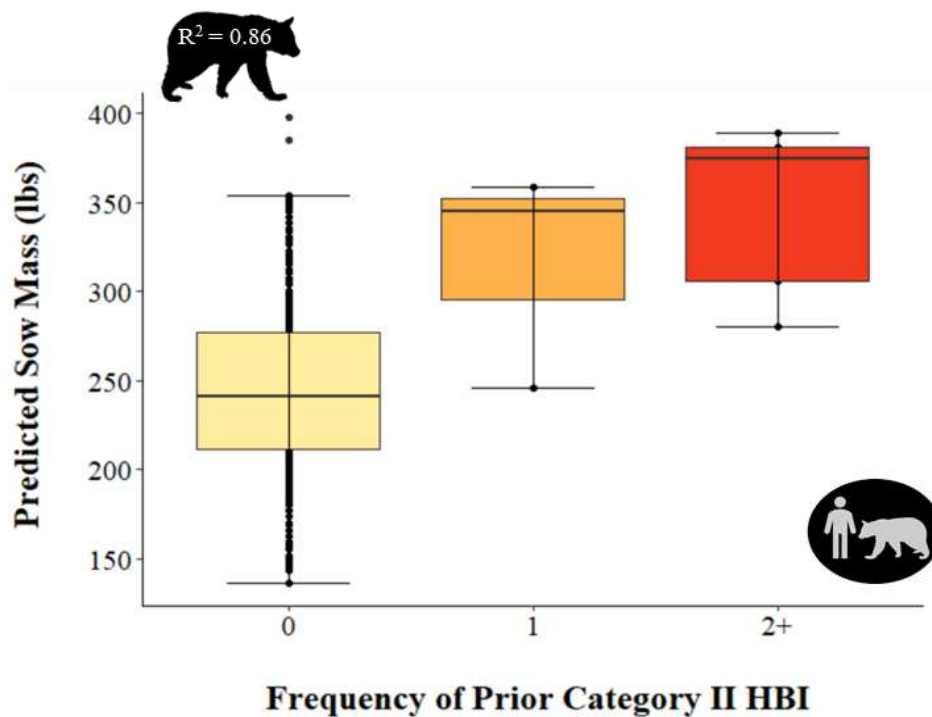 R² = 0.86
400
350
300
250
200
150
Predicted Sow Mass (lbs)
0 1 2+
Frequency of Prior Category II HBI